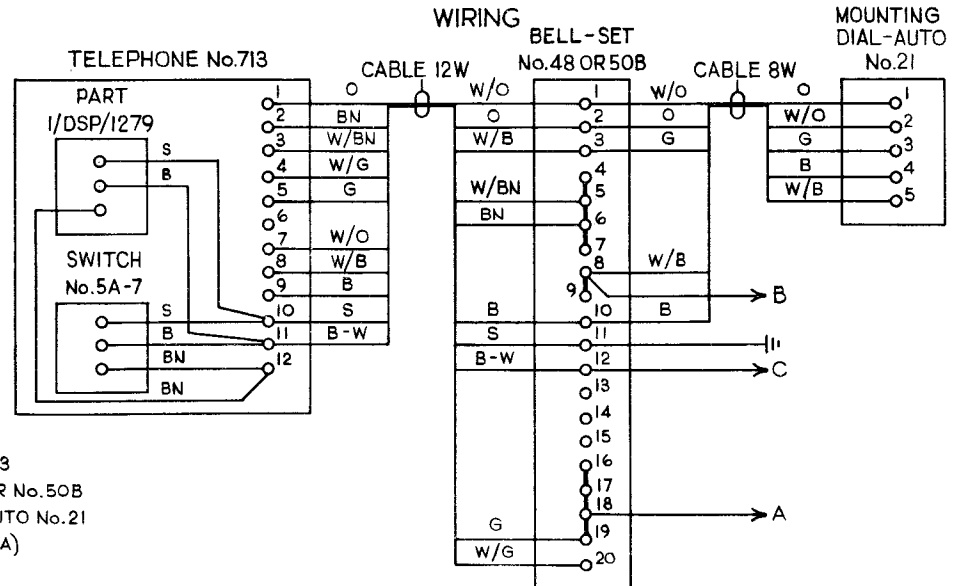 WIRING
TELEPHONE No.713
PART
1/DSP/1279
S
B
SWITCH
No.5A-7
S
B
BN
BN
1
2
3
4
5
6
7
8
9
10
11
12
O
BN
W/BN
W/G
G
W/O
W/B
B
S
B-W
CABLE 12W
W/O
O
W/B
W/BN
BN
B
S
B-W
G
W/G
BELL-SET
No.48 OR 50B
1
2
3
4
5
6
7
8
9
10
11
12
13
14
15
16
17
18
19
20
W/O
O
G
W/B
B
B
C
A
CABLE 8W
O
W/O
G
B
W/B
MOUNTING
DIAL-AUTO
No.21
1
2
3
4
5
3
R No.50B
UTO No.21
A)